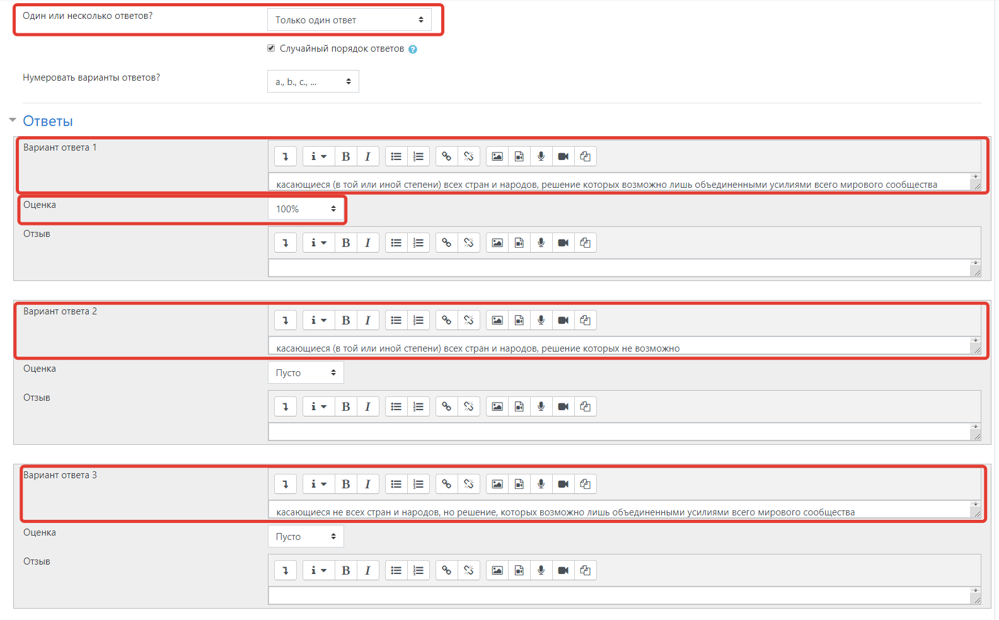 Один или несколько ответов?
Только один ответ
Случайный порядок ответов
Нумеровать варианты ответов?
a., b., c., ...
Ответы
Вариант ответа 1
касающиеся (в той или иной степени) всех стран и народов, решение которых возможно лишь объединенными усилиями всего мирового сообщества
Оценка
100%
Отзыв
Вариант ответа 2
касающиеся (в той или иной степени) всех стран и народов, решение которых не возможно
Оценка
Пусто
Отзыв
Вариант ответа 3
касающиеся не всех стран и народов, но решение, которых возможно лишь объединенными усилиями всего мирового сообщества
Оценка
Пусто
Отзыв